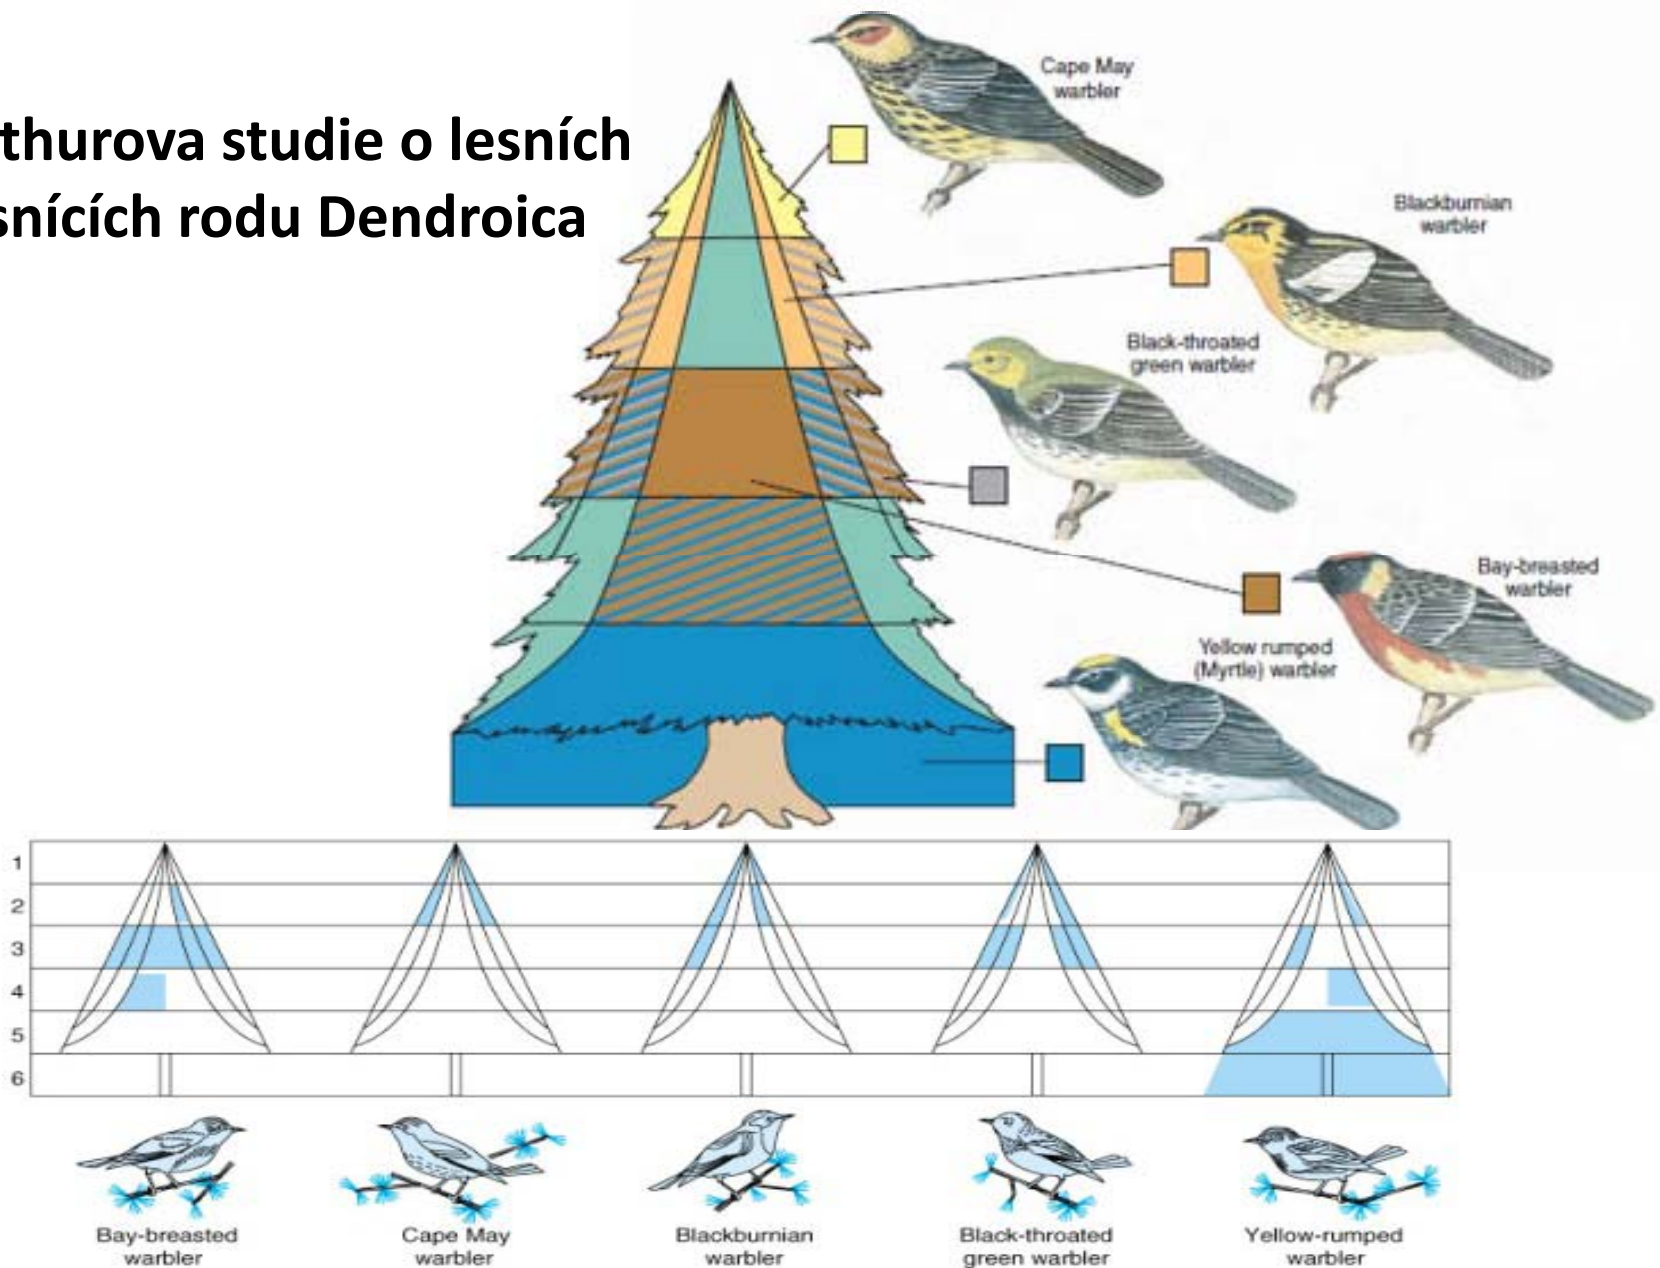 thurova studie o lesních
snících rodu Dendroica
Cape May
warbler
Blackburnian
warbler
Black-throated
green warbler
Bay-breasted
warbler
Yellow rumped
(Myrtle) warbler
1
2
3
4
5
6
Bay-breasted
warbler
Cape May
warbler
Blackburnian
warbler
Black-throated
green warbler
Yellow-rumped
warbler